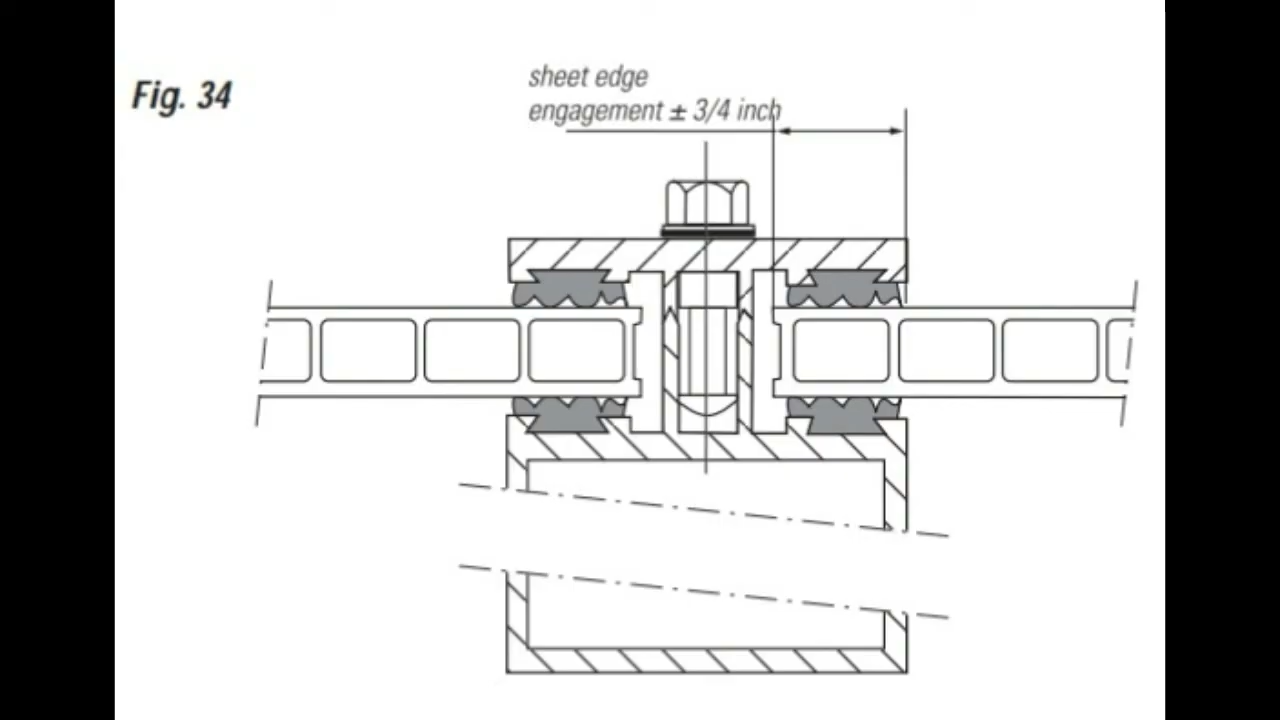 Fig. 34
sheet edge
engagement ± 3/4 inch